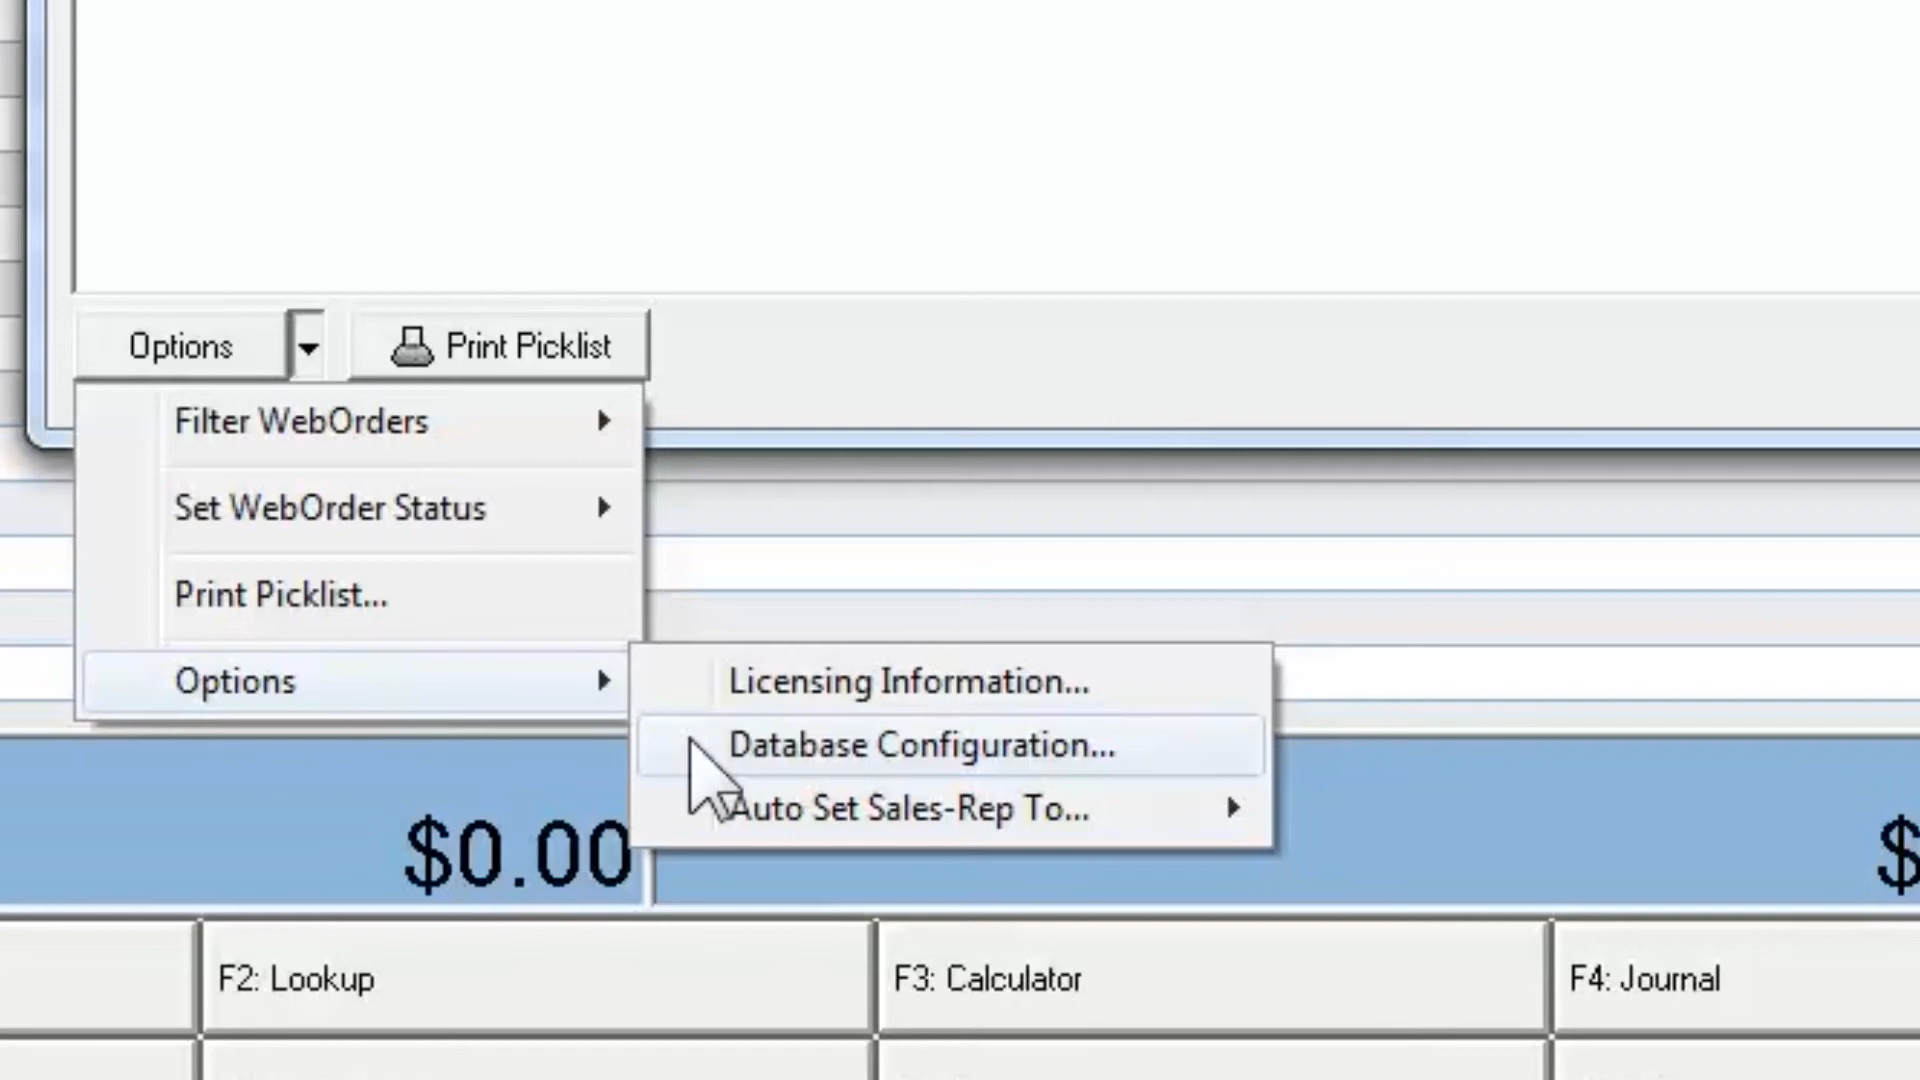 Options
Print Picklist
Filter WebOrders
Set WebOrder Status
Print Picklist...
Options
Licensing Information...
Database Configuration...
Auto Set Sales-Rep To...
$0.00
$
F2: Lookup
F3: Calculator
F4: Journal